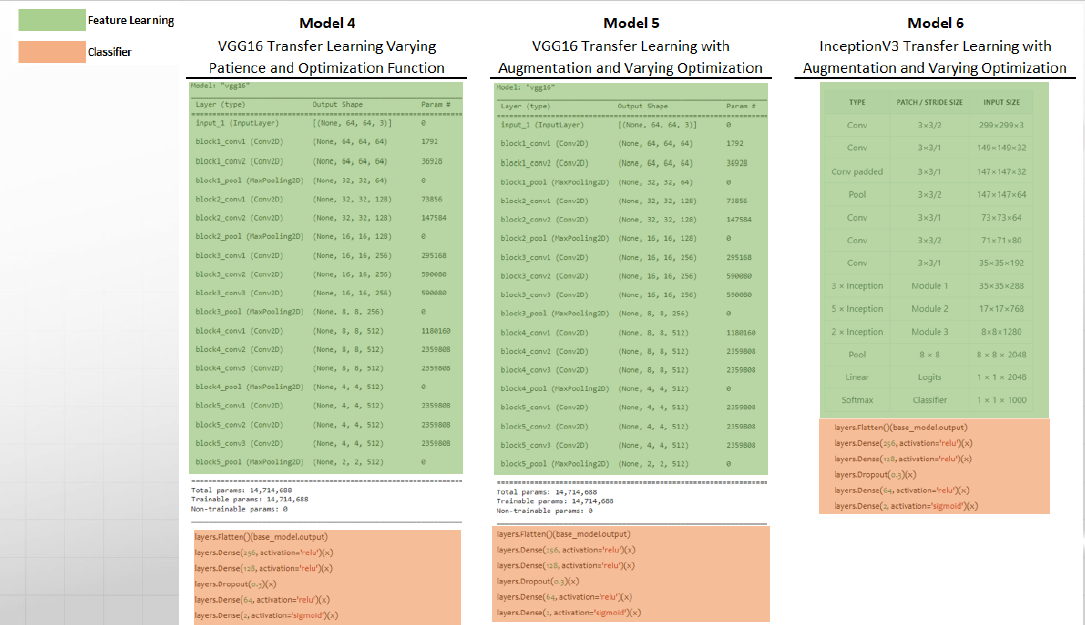 Feature Learning
Classifier
Model 4
VGG16 Transfer Learning Varying
Patience and Optimization Function
Model: "vgg16"
Layer (type) Output Shape Param #
input_1 (InputLayer) [(None, 64, 64, 3)] 0
block1_conv1 (Conv2D) (None, 64, 64, 64) 1792
block1_conv2 (Conv2D) (None, 64, 64, 64) 36928
block1_pool (MaxPooling2D) (None, 32, 32, 64) 0
block2_conv1 (Conv2D) (None, 32, 32, 128) 73856
block2_conv2 (Conv2D) (None, 32, 32, 128) 147584
block2_pool (MaxPooling2D) (None, 16, 16, 128) 0
block3_conv1 (Conv2D) (None, 16, 16, 256) 295168
block3_conv2 (Conv2D) (None, 16, 16, 256) 590080
block3_conv3 (Conv2D) (None, 16, 16, 256) 590080
block3_pool (MaxPooling2D) (None, 8, 8, 256) 0
block4_conv1 (Conv2D) (None, 8, 8, 512) 1180160
block4_conv2 (Conv2D) (None, 8, 8, 512) 2359808
block4_conv3 (Conv2D) (None, 8, 8, 512) 2359808
block4_pool (MaxPooling2D) (None, 4, 4, 512) 0
block5_conv1 (Conv2D) (None, 4, 4, 512) 2359808
block5_conv2 (Conv2D) (None, 4, 4, 512) 2359808
block5_conv3 (Conv2D) (None, 4, 4, 512) 2359808
block5_pool (MaxPooling2D) (None, 2, 2, 512) 0
Total params: 14,714,688
Trainable params: 14,714,688
Non-trainable params: 0
layers.Flatten()(base_model.output)
layers.Dense(256, activation='relu')(x)
layers.Dense(128, activation='relu')(x)
layers.Dropout(0.3)(x)
layers.Dense(64, activation='relu')(x)
layers.Dense(2, activation='sigmoid')(x)
Model 5
VGG16 Transfer Learning with
Augmentation and Varying Optimization
Model: "vgg16"
Layer (type) Output Shape Param #
input_1 (InputLayer) [(None, 64, 64, 3)] 0
block1_conv1 (Conv2D) (None, 64, 64, 64) 1792
block1_conv2 (Conv2D) (None, 64, 64, 64) 36928
block1_pool (MaxPooling2D) (None, 32, 32, 64) 0
block2_conv1 (Conv2D) (None, 32, 32, 128) 73856
block2_conv2 (Conv2D) (None, 32, 32, 128) 147584
block2_pool (MaxPooling2D) (None, 16, 16, 128) 0
block3_conv1 (Conv2D) (None, 16, 16, 256) 295168
block3_conv2 (Conv2D) (None, 16, 16, 256) 590080
block3_conv3 (Conv2D) (None, 16, 16, 256) 590080
block3_pool (MaxPooling2D) (None, 8, 8, 256) 0
block4_conv1 (Conv2D) (None, 8, 8, 512) 1180160
block4_conv2 (Conv2D) (None, 8, 8, 512) 2359808
block4_conv3 (Conv2D) (None, 8, 8, 512) 2359808
block4_pool (MaxPooling2D) (None, 4, 4, 512) 0
block5_conv1 (Conv2D) (None, 4, 4, 512) 2359808
block5_conv2 (Conv2D) (None, 4, 4, 512) 2359808
block5_conv3 (Conv2D) (None, 4, 4, 512) 2359808
block5_pool (MaxPooling2D) (None, 2, 2, 512) 0
Total params: 14,714,688
Trainable params: 14,714,688
Non-trainable params: 0
layers.Flatten()(base_model.output)
layers.Dense(256, activation='relu')(x)
layers.Dense(128, activation='relu')(x)
layers.Dropout(0.3)(x)
layers.Dense(64, activation='relu')(x)
layers.Dense(2, activation='sigmoid')(x)
Model 6
InceptionV3 Transfer Learning with
Augmentation and Varying Optimization
TYPE PATCH / STRIDE SIZE INPUT SIZE
Conv 3×3/2 299×299×3
Conv 3×3/1 149×149×32
Conv padded 3×3/1 147×147×32
Pool 3×3/2 147×147×64
Conv 3×3/1 73×73×64
Conv 3×3/2 71×71×80
Conv 3×3/1 35×35×192
3 × Inception Module 1 35×35×288
5 × Inception Module 2 17×17×768
2 × Inception Module 3 8×8×1280
Pool 8 × 8 8 × 8 × 2048
Linear Logits 1 × 1 × 2048
Softmax Classifier 1 × 1 × 1000
layers.Flatten()(base_model.output)
layers.Dense(256, activation='relu')(x)
layers.Dense(128, activation='relu')(x)
layers.Dropout(0.3)(x)
layers.Dense(64, activation='relu')(x)
layers.Dense(2, activation='sigmoid')(x)